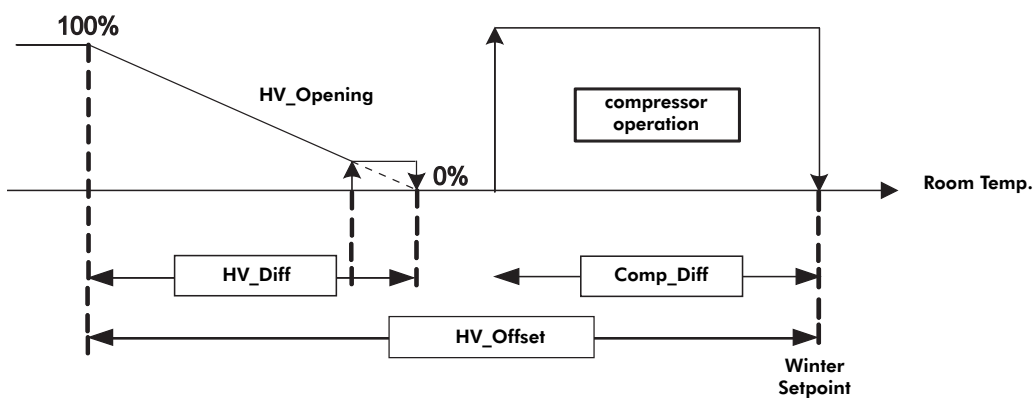 100%
HV_Opening
compressor
operation
0%
Room Temp.
HV_Diff
Comp_Diff
HV_Offset
Winter
Setpoint